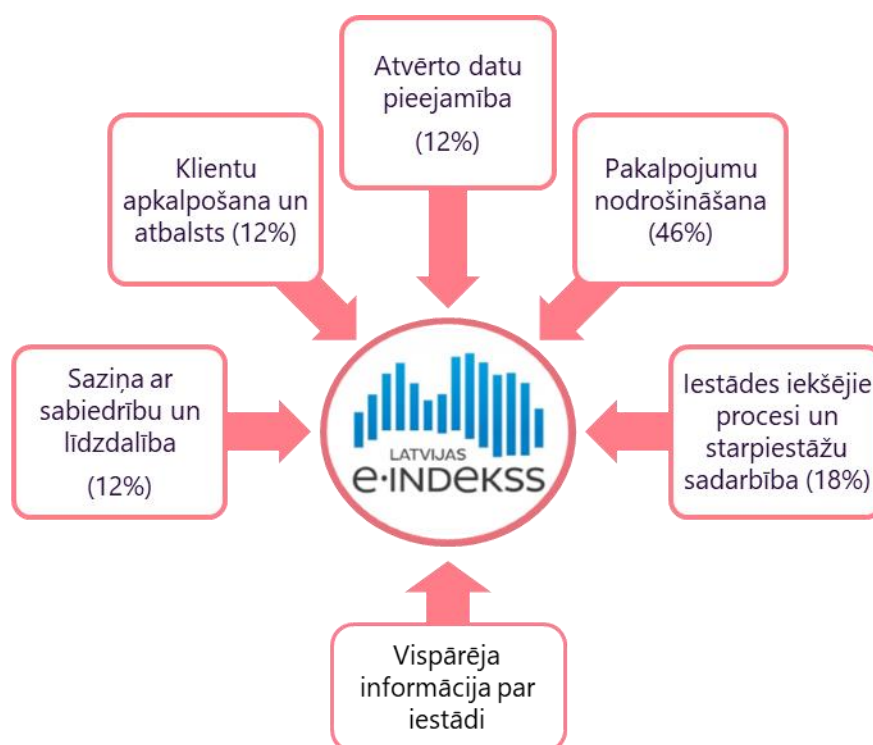 Atvērto datu
pieejamība
(12%)
Klientu
apkalpošana un
atbalsts (12%)
Pakalpojumu
nodrošināšana
(46%)
Saziņa ar
sabiedrību un
līdzdalība
(12%)
LATVIJAS
e·INDeKSS
Iestādes iekšējie
procesi un
starpiestāžu
sadarbība (18%)
Vispārēja
informācija par
iestādi